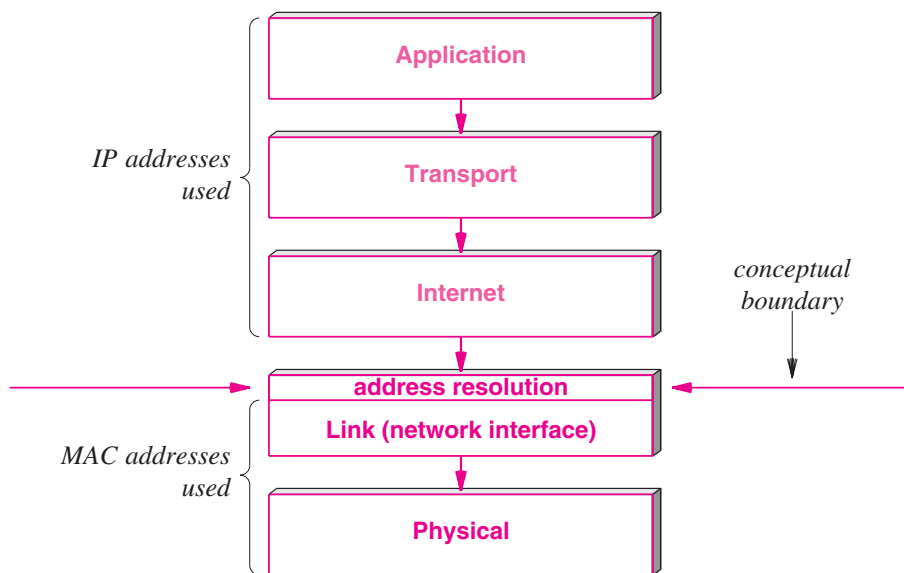 Application
IP addresses
used
Transport
Internet
conceptual
boundary
address resolution
Link (network interface)
MAC addresses
used
Physical